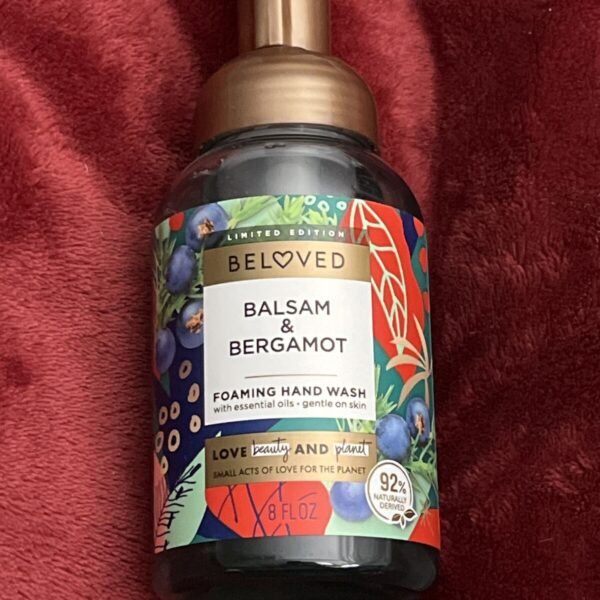 LIMITED EDITION
BELOVED
BALSAM
&
BERGAMOT
FOAMING HAND WASH
with essential oils - gentle on skin
LOVE beauty AND planet
SMALL ACTS OF LOVE FOR THE PLANET
92%
NATURALLY
DERIVED
8 FL OZ